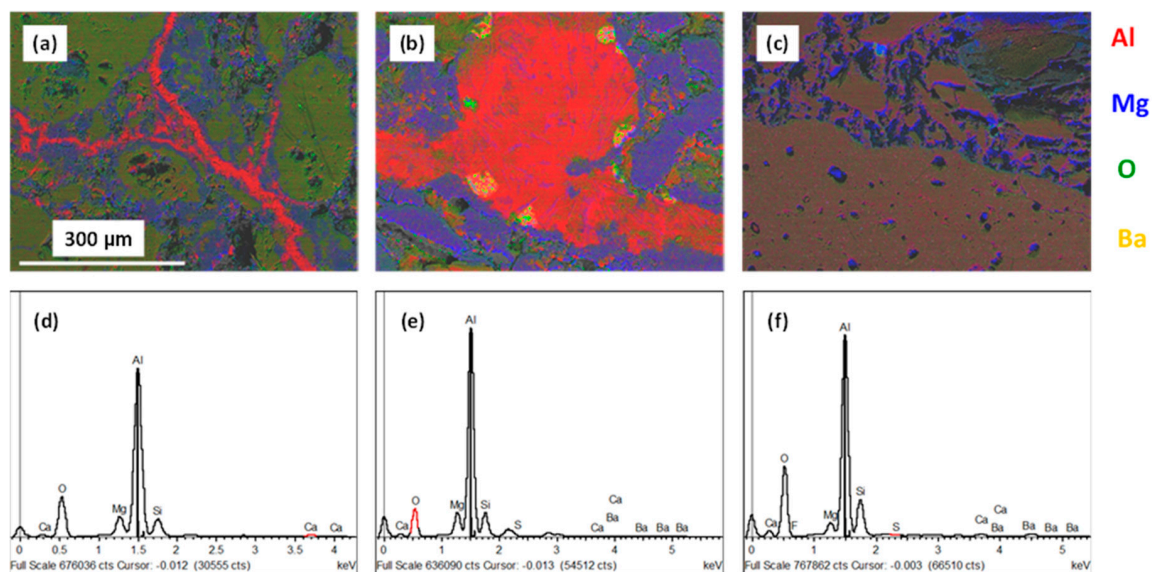 (a)
(b)
(c)
Al
Mg
O
Ba
300 µm
(d)
Al
O
Mg
Si
Ca
Ca
Ca
0 0.5 1 1.5 2 2.5 3 3.5 4
Full Scale 676036 cts Cursor: -0.012 (30555 cts) keV
(e)
Al
O
Mg
Si
Ca
S
Ca
Ba
Ca
Ba
Ba
Ba
0 1 2 3 4 5
Full Scale 636090 cts Cursor: -0.013 (54512 cts) keV
(f)
Al
O
Si
Ca
F
Mg
S
Ca
Ca
Ba
Ba
Ba
Ba
0 1 2 3 4 5
Full Scale 767862 cts Cursor: -0.003 (66510 cts) keV